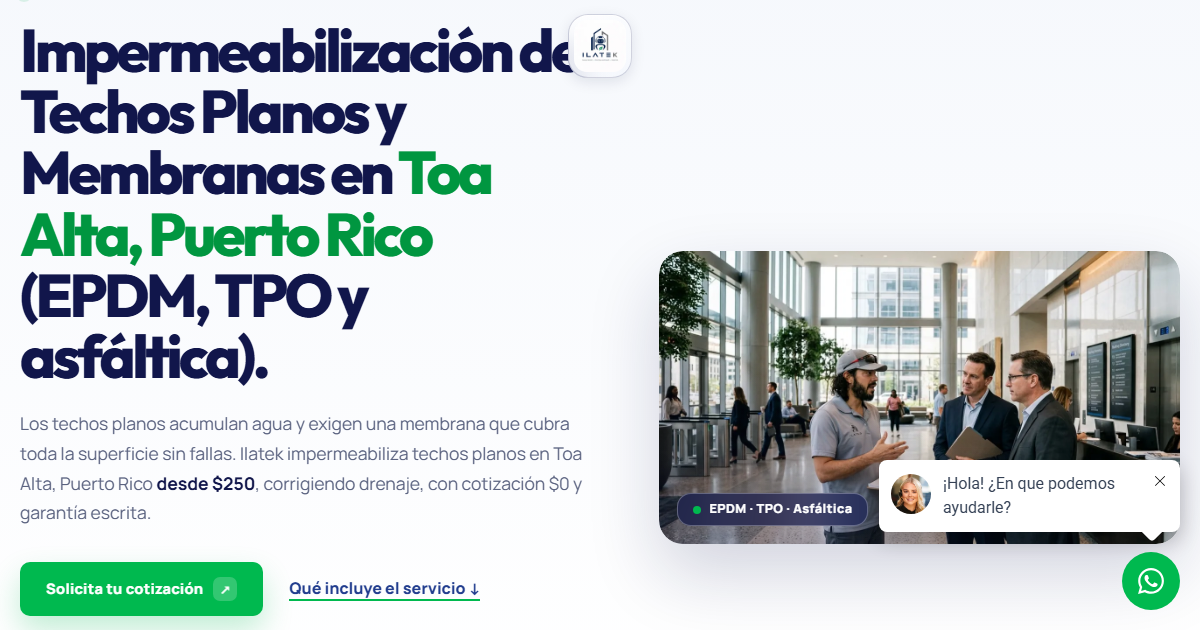 Impermeabilización de
ILATEK
Techos Planos y
Membranas en Toa
Alta, Puerto Rico
(EPDM, TPO y
asfáltica).
Los techos planos acumulan agua y exigen una membrana que cubra
toda la superficie sin fallas. Ilatek impermeabiliza techos planos en Toa
Alta, Puerto Rico desde $250, corrigiendo drenaje, con cotización $0 y
garantía escrita.
Solicita tu cotización ↗
Qué incluye el servicio ↓
EPDM · TPO · Asfáltica
¡Hola! ¿En que podemos
ayudarle?